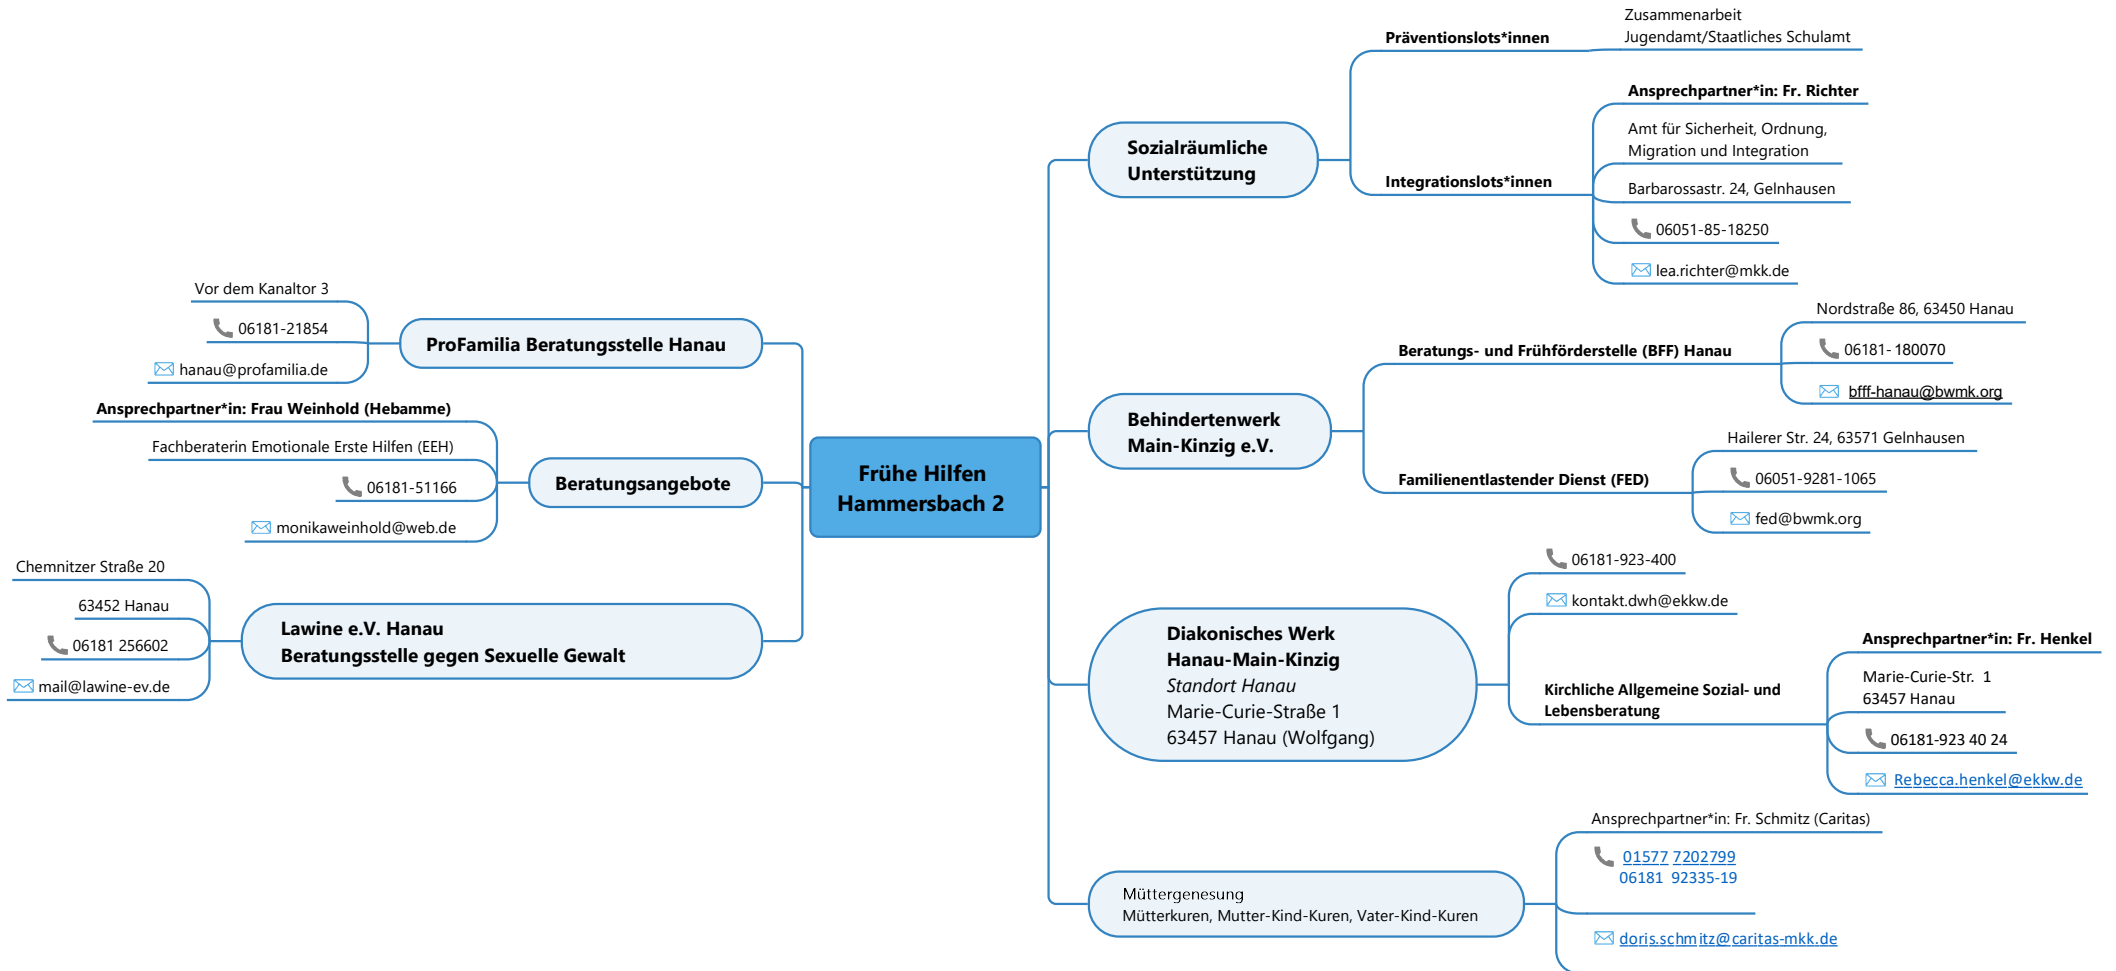 Frühe Hilfen
Hammersbach 2
Sozialräumliche
Unterstützung
Präventionslots*innen
Zusammenarbeit
Jugendamt/Staatliches Schulamt
Integrationslots*innen
Ansprechpartner*in: Fr. Richter
Amt für Sicherheit, Ordnung,
Migration und Integration
Barbarossastr. 24, Gelnhausen
06051-85-18250
lea.richter@mkk.de
Behindertenwerk
Main-Kinzig e.V.
Beratungs- und Frühförderstelle (BFF) Hanau
Nordstraße 86, 63450 Hanau
06181-180070
bfff-hanau@bwmk.org
Familienentlastender Dienst (FED)
Hailerer Str. 24, 63571 Gelnhausen
06051-9281-1065
fed@bwmk.org
Diakonisches Werk
Hanau-Main-Kinzig
Standort Hanau
Marie-Curie-Straße 1
63457 Hanau (Wolfgang)
06181-923-400
kontakt.dwh@ekkw.de
Kirchliche Allgemeine Sozial- und
Lebensberatung
Ansprechpartner*in: Fr. Henkel
Marie-Curie-Str. 1
63457 Hanau
06181-923 40 24
Rebecca.henkel@ekkw.de
Müttergenesung
Mütterkuren, Mutter-Kind-Kuren, Vater-Kind-Kuren
Ansprechpartner*in: Fr. Schmitz (Caritas)
01577 7202799
06181 92335-19
doris.schmitz@caritas-mkk.de
ProFamilia Beratungsstelle Hanau
Vor dem Kanaltor 3
06181-21854
hanau@profamilia.de
Beratungsangebote
Ansprechpartner*in: Frau Weinhold (Hebamme)
Fachberaterin Emotionale Erste Hilfen (EEH)
06181-51166
monikaweinhold@web.de
Lawine e.V. Hanau
Beratungsstelle gegen Sexuelle Gewalt
Chemnitzer Straße 20
63452 Hanau
06181 256602
mail@lawine-ev.de